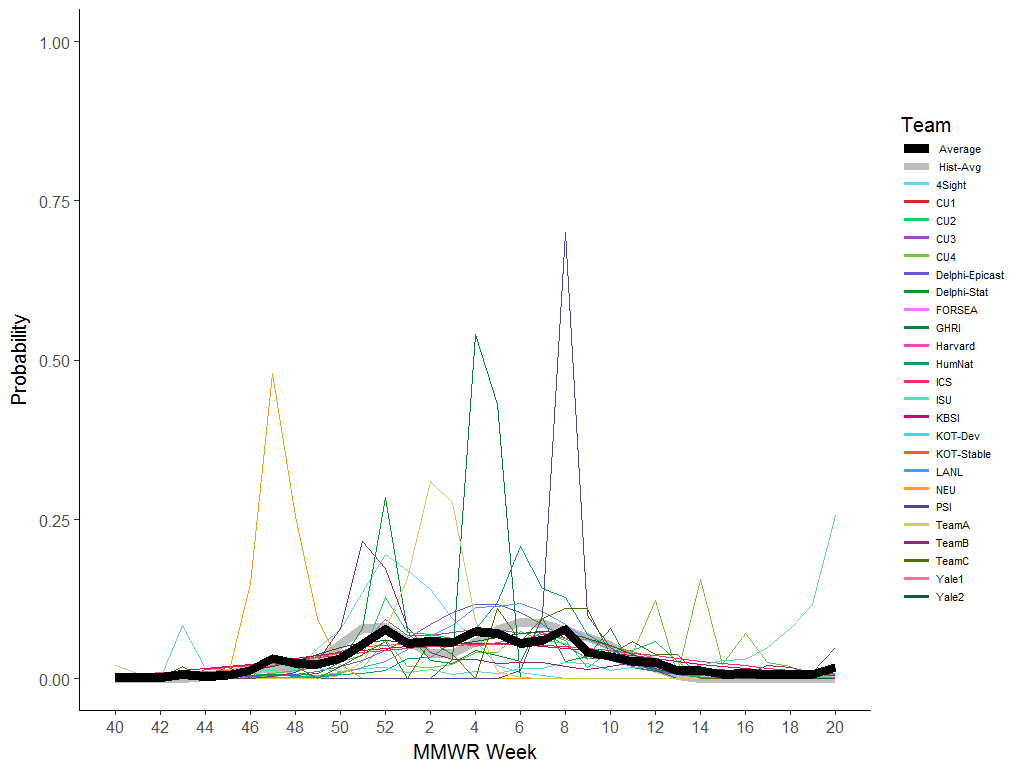 1.00
0.75
0.50
0.25
0.00
Probability
40 42 44 46 48 50 52 2 4 6 8 10 12 14 16 18 20
MMWR Week
Team
Average
Hist-Avg
4Sight
CU1
CU2
CU3
CU4
Delphi-Epicast
Delphi-Stat
FORSEA
GHRI
Harvard
HumNat
ICS
ISU
KBSI
KOT-Dev
KOT-Stable
LANL
NEU
PSI
TeamA
TeamB
TeamC
Yale1
Yale2